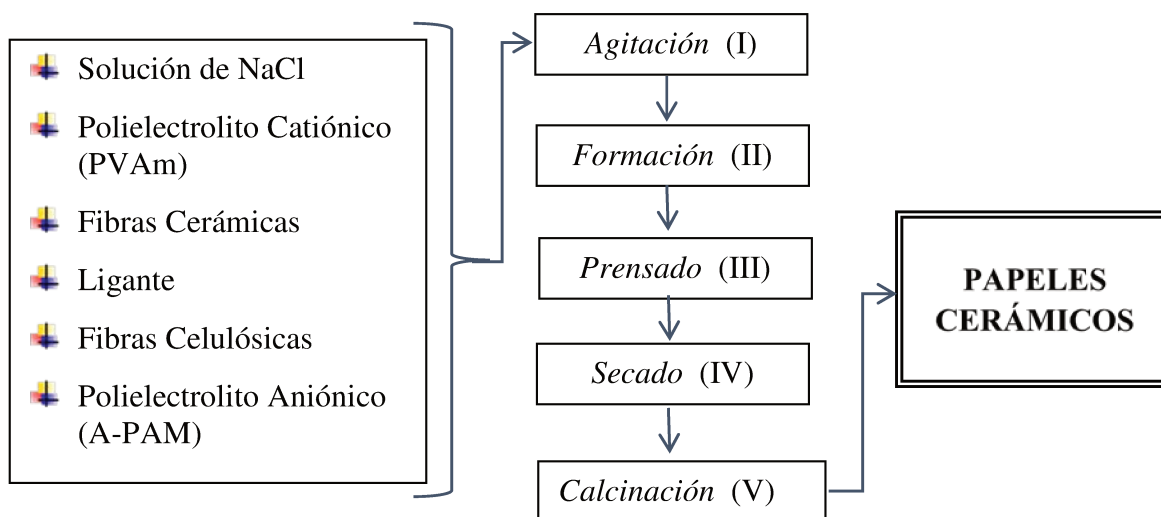 Solución de NaCl
Polielectrolito Catiónico
(PVAm)
Fibras Cerámicas
Ligante
Fibras Celulósicas
Polielectrolito Aniónico
(A-PAM)
Agitación (I)
Formación (II)
Prensado (III)
Secado (IV)
Calcinación (V)
PAPELES
CERÁMICOS